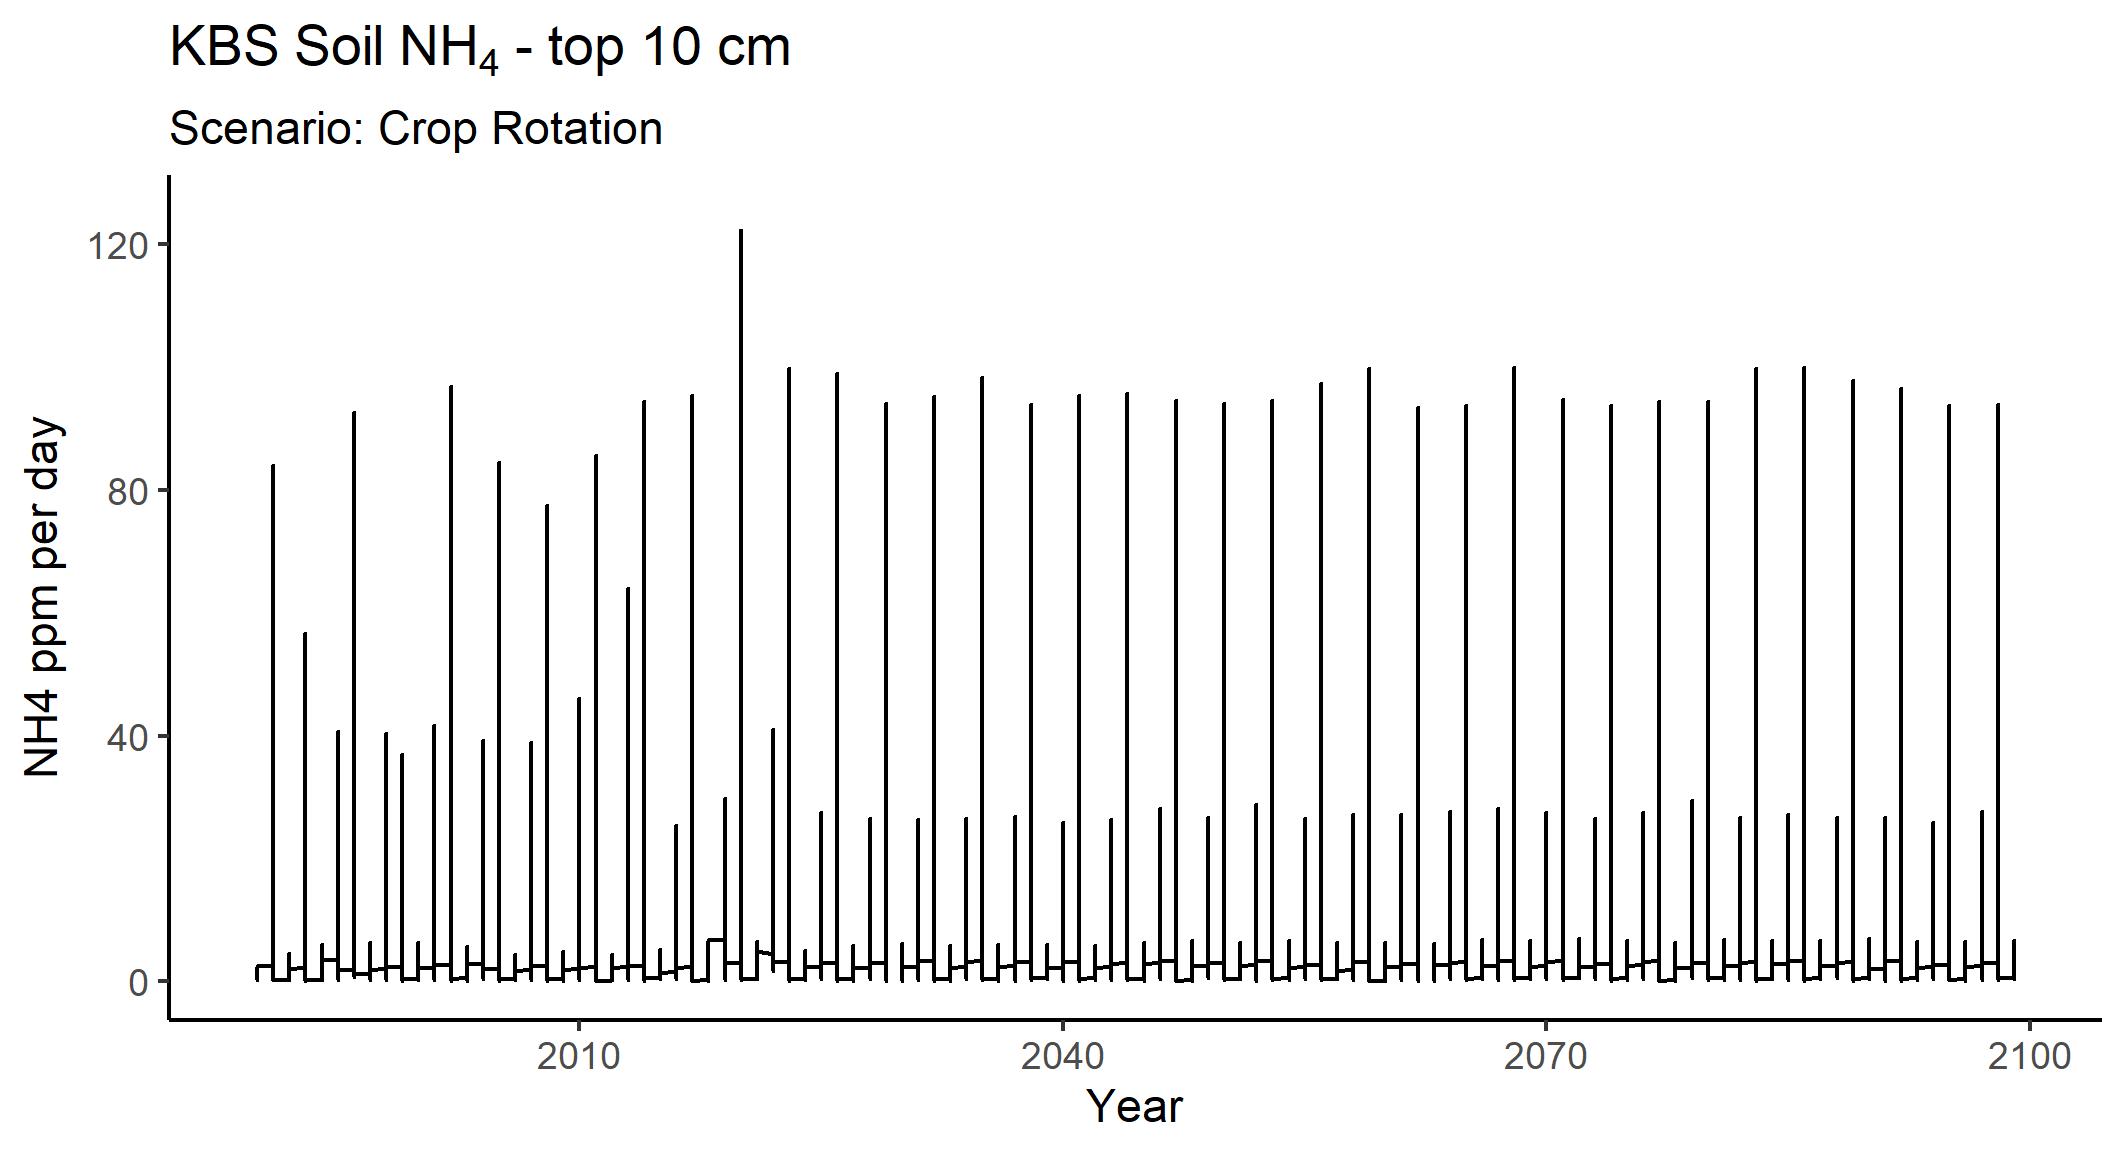 KBS Soil NH₄ - top 10 cm
Scenario: Crop Rotation
NH4 ppm per day
120
80
40
0
2010 2040 2070 2100
Year